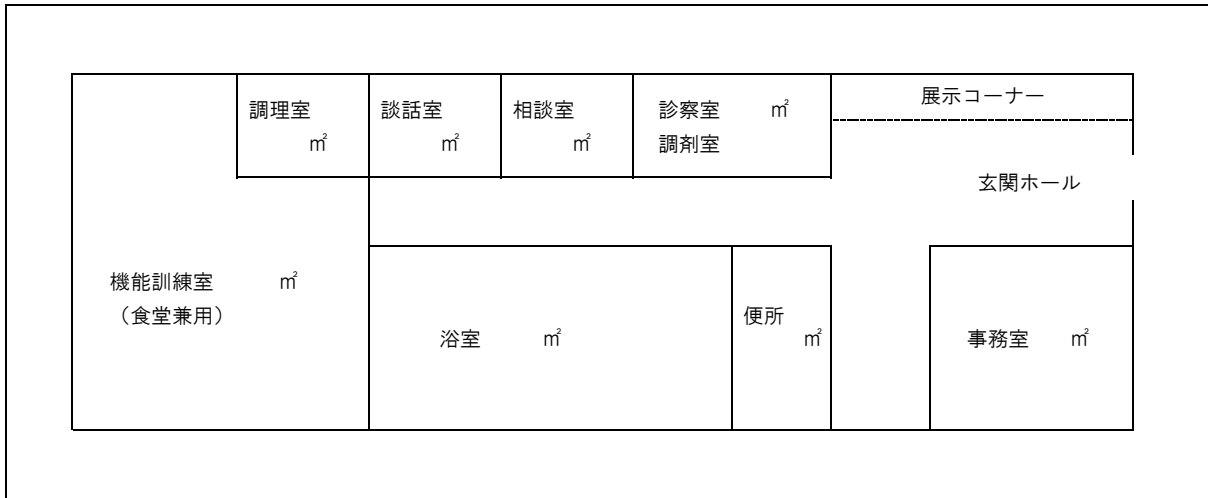 調理室
㎡
談話室
㎡
相談室
㎡
診察室 ㎡
調剤室
展示コーナー
玄関ホール
機能訓練室 ㎡
（食堂兼用）
浴室 ㎡
便所
㎡
事務室 ㎡